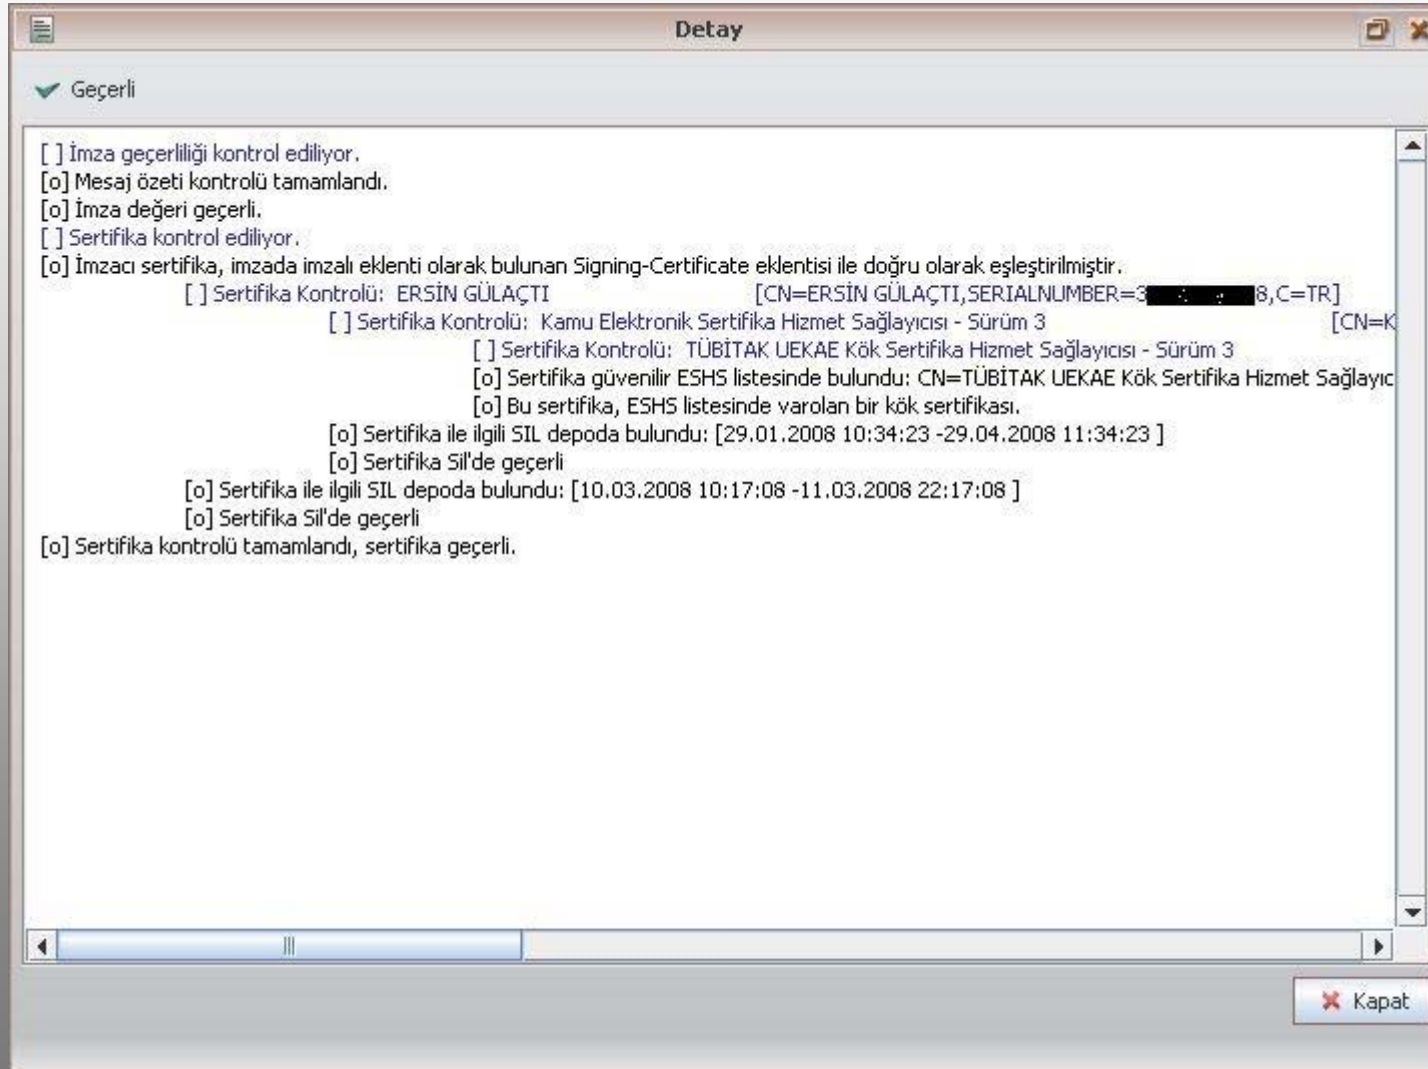 Detay
Geçerli
[ ] İmza geçerliliği kontrol ediliyor.
[o] Mesaj özeti kontrolü tamamlandı.
[o] İmza değeri geçerli.
[ ] Sertifika kontrol ediliyor.
[o] İmzacı sertifika, imzada imzalı eklenti olarak bulunan Signing-Certificate eklentisi ile doğru olarak eşleştirilmiştir.
[ ] Sertifika Kontrolü: ERSİN GÜLAÇTI [CN=ERSİN GÜLAÇTI,SERIALNUMBER=3 8,C=TR]
[ ] Sertifika Kontrolü: Kamu Elektronik Sertifika Hizmet Sağlayıcısı - Sürüm 3 [CN=K
[ ] Sertifika Kontrolü: TÜBİTAK UEKAE Kök Sertifika Hizmet Sağlayıcısı - Sürüm 3
[o] Sertifika güvenilir ESHS listesinde bulundu: CN=TÜBİTAK UEKAE Kök Sertifika Hizmet Sağlayıc
[o] Bu sertifika, ESHS listesinde varolan bir kök sertifikası.
[o] Sertifika ile ilgili SIL depoda bulundu: [29.01.2008 10:34:23 -29.04.2008 11:34:23 ]
[o] Sertifika Sil'de geçerli
[o] Sertifika ile ilgili SIL depoda bulundu: [10.03.2008 10:17:08 -11.03.2008 22:17:08 ]
[o] Sertifika Sil'de geçerli
[o] Sertifika kontrolü tamamlandı, sertifika geçerli.
Kapat